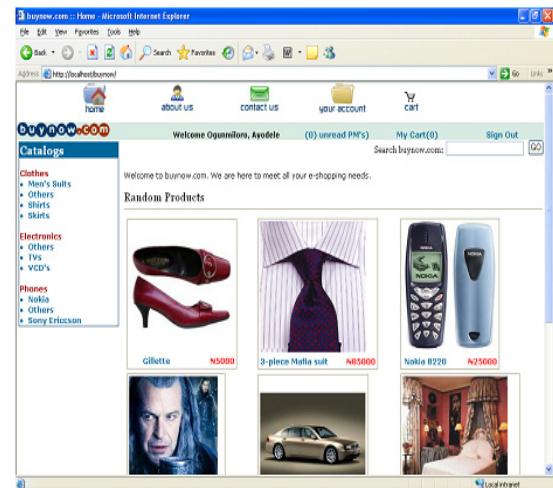 buynow.com :: Home - Microsoft Internet Explorer
File Edit View Favorites Tools Help
Back Search Favorites
Address http://localhost/buynow/ Go Links »
home about us contact us your account cart
buynow.com Welcome Ogunmiloro, Ayodele (0) unread PM's) My Cart(0) Sign Out
Search buynow.com: GO
Catalogs
Clothes
Men's Suits
Others
Shirts
Skirts
Electronics
Others
TVs
VCD's
Phones
Nokia
Others
Sony Ericcson
Welcome to buynow.com. We are here to meet all your e-shopping needs.
Random Products
Gillette ₦5000
3-piece Mafia suit ₦85000
NOKIA
NOKIA
Nokia 8220 ₦25000
Local intranet